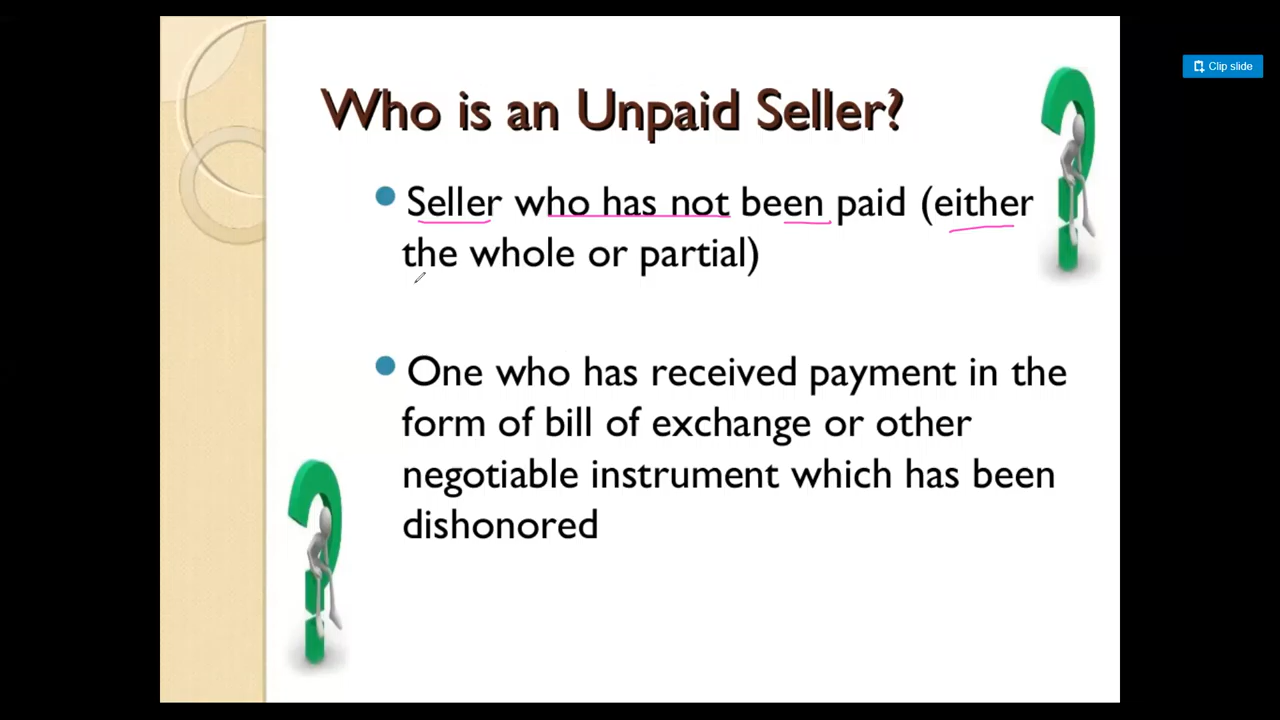 Clip slide
Who is an Unpaid Seller?
Seller who has not been paid (either
the whole or partial)
One who has received payment in the
form of bill of exchange or other
negotiable instrument which has been
dishonored